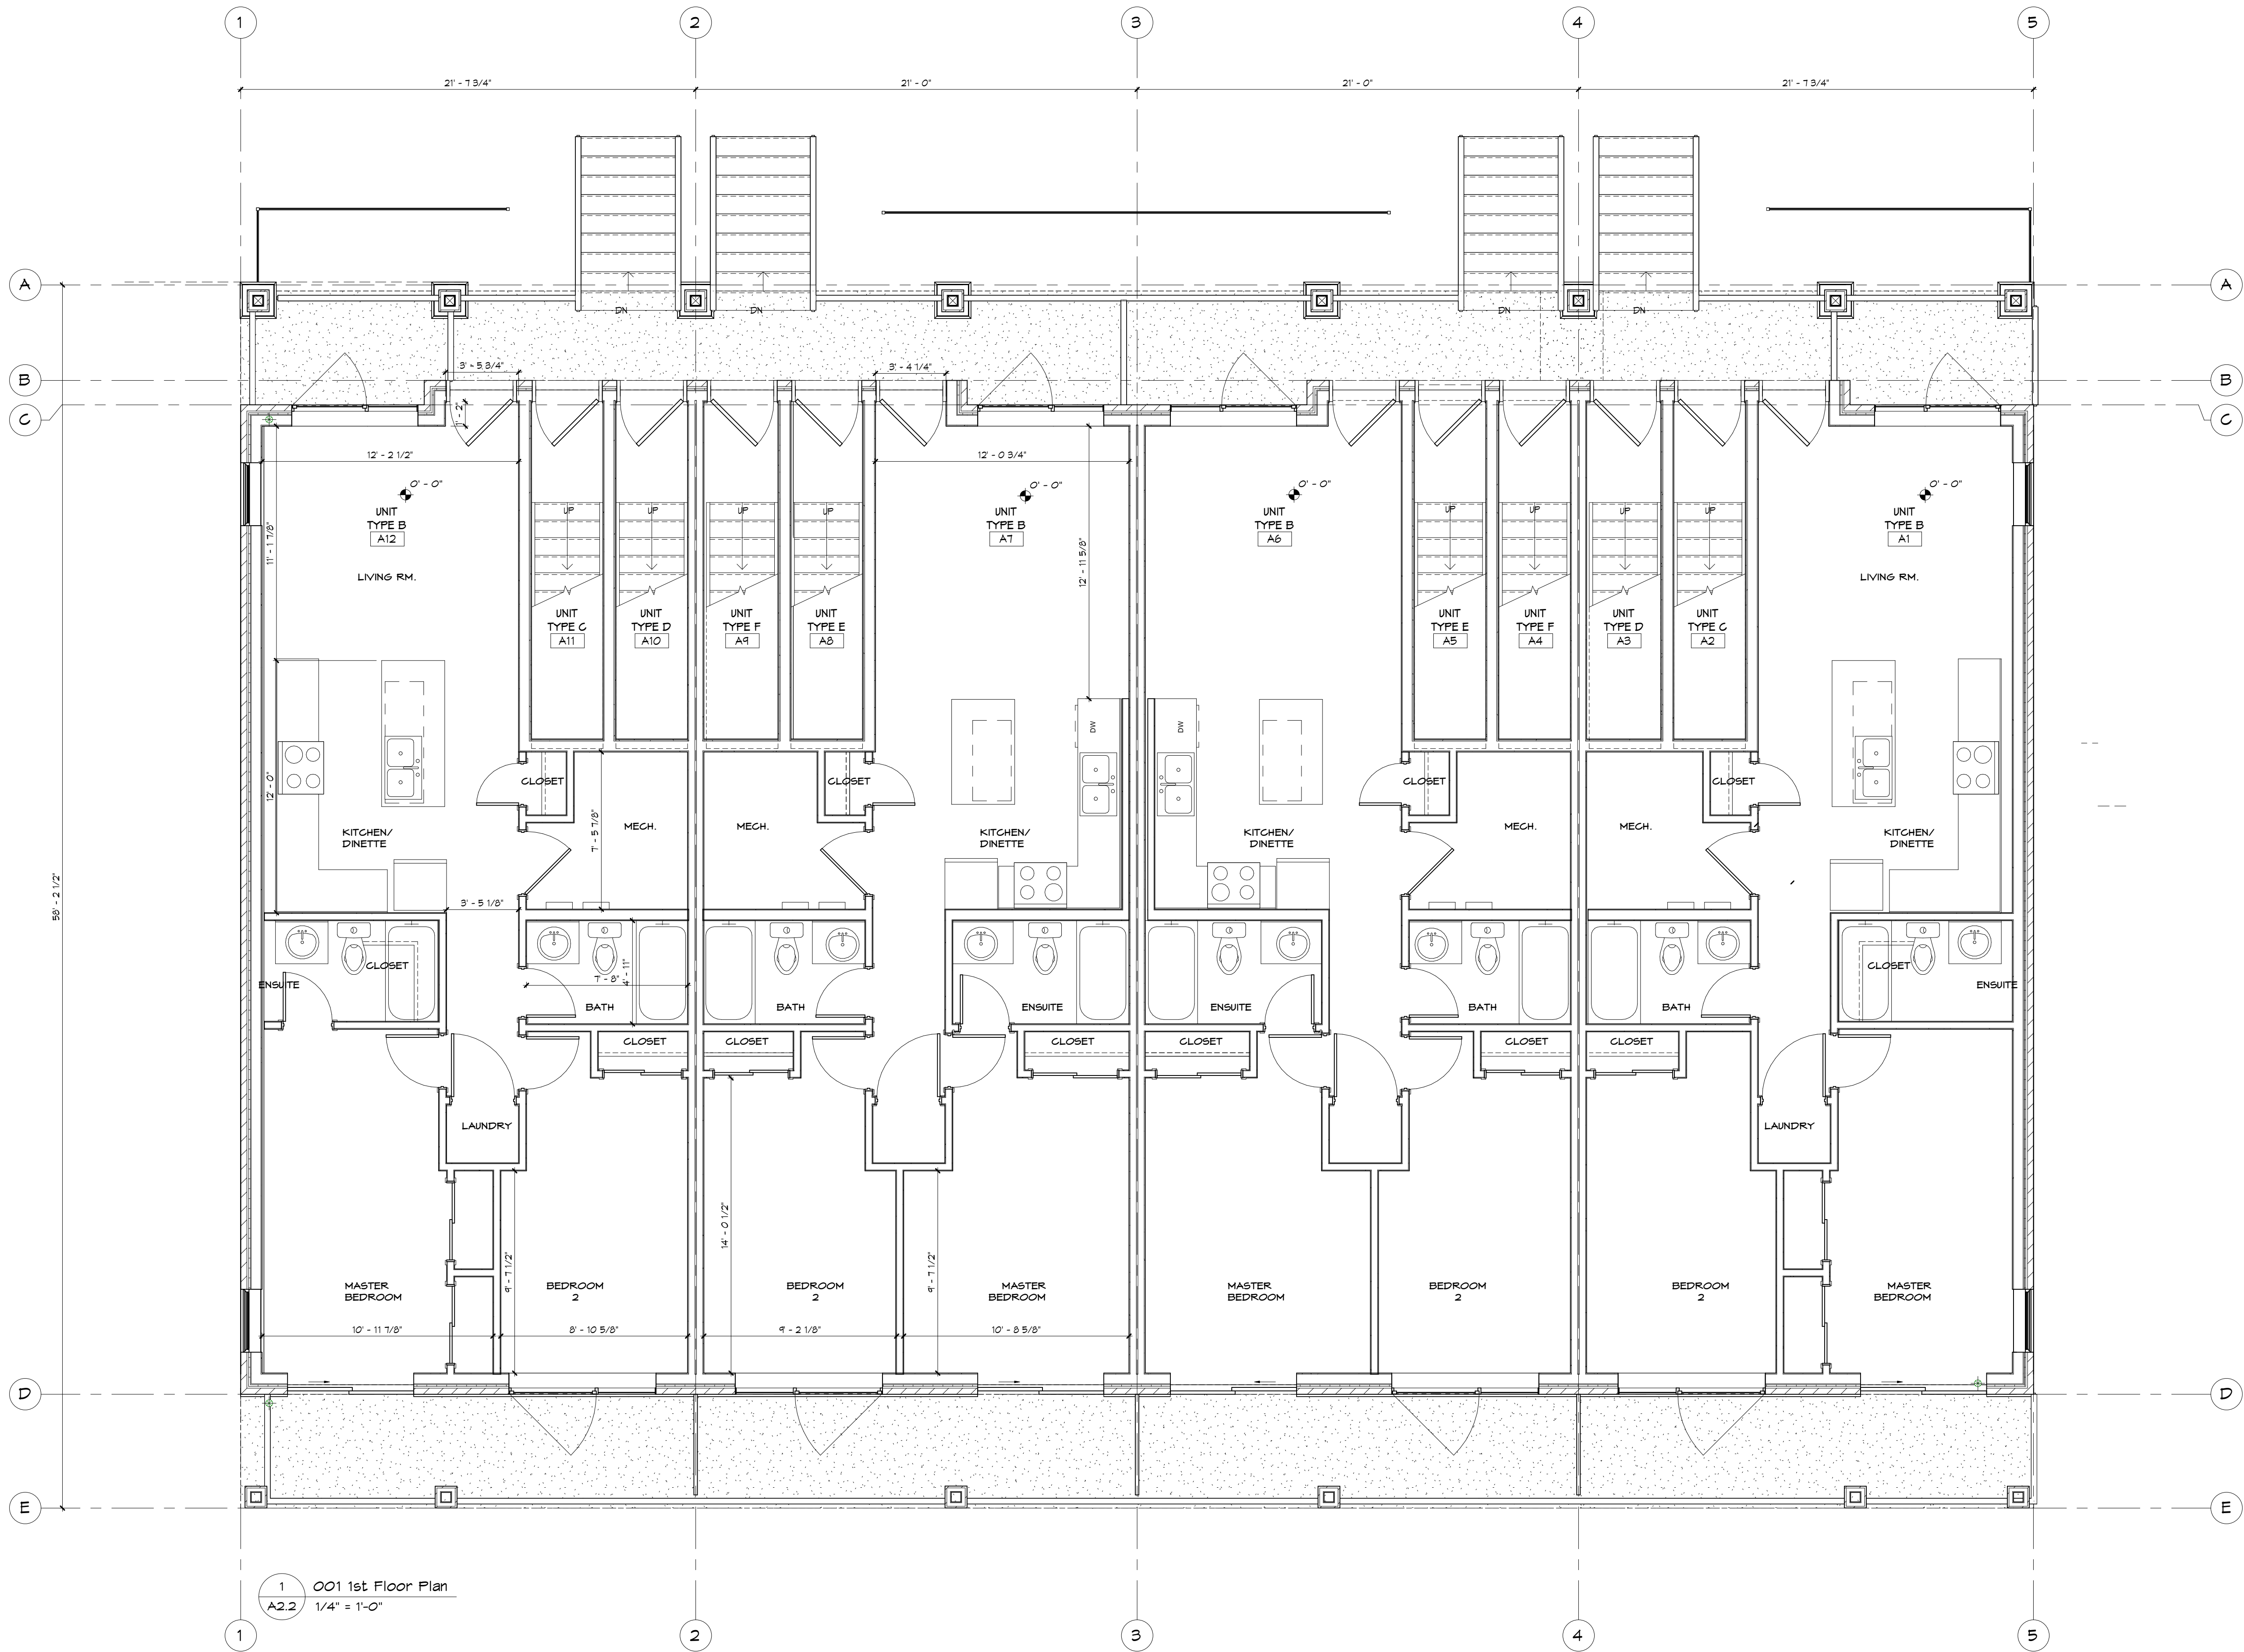 1 2 3 4 5
21' - 7 3/4" 21' - 0" 21' - 0" 21' - 7 3/4"
A A
DN DN DN DN
3' - 5 3/4" 3' - 4 1/4"
B B
C C
1' - 2"
12' - 2 1/2" 12' - 0 3/4"
0' - 0" 0' - 0" 0' - 0" 0' - 0"
UNIT
TYPE B
A12
UP UP UP UP
UNIT
TYPE B
A7
UNIT
TYPE B
A6
UP UP UP UP
UNIT
TYPE B
A1
11' - 1 7/8"
12' - 11 5/8"
LIVING RM. LIVING RM.
UNIT
TYPE C
A11
UNIT
TYPE D
A10
UNIT
TYPE F
A9
UNIT
TYPE E
A8
UNIT
TYPE E
A5
UNIT
TYPE F
A4
UNIT
TYPE D
A3
UNIT
TYPE C
A2
DW DW
12' - 0"
CLOSET CLOSET CLOSET CLOSET
7' - 5 7/8"
MECH. MECH. MECH. MECH.
KITCHEN/
DINETTE
KITCHEN/
DINETTE
KITCHEN/
DINETTE
KITCHEN/
DINETTE
58' - 2 1/2"
3' - 5 1/8"
CLOSET CLOSET
7' - 8"
4' - 11"
ENSUITE ENSUITE
BATH BATH ENSUITE ENSUITE BATH BATH
CLOSET CLOSET CLOSET CLOSET CLOSET CLOSET
LAUNDRY LAUNDRY
14' - 0 1/2"
9' - 7 1/2" 9' - 7 1/2"
MASTER
BEDROOM
BEDROOM
2
BEDROOM
2
MASTER
BEDROOM
MASTER
BEDROOM
BEDROOM
2
BEDROOM
2
MASTER
BEDROOM
10' - 11 7/8" 8' - 10 5/8" 9' - 2 1/8" 10' - 8 5/8"
D D
E E
1 001 1st Floor Plan
A2.2 1/4" = 1'-0"
1 2 3 4 5